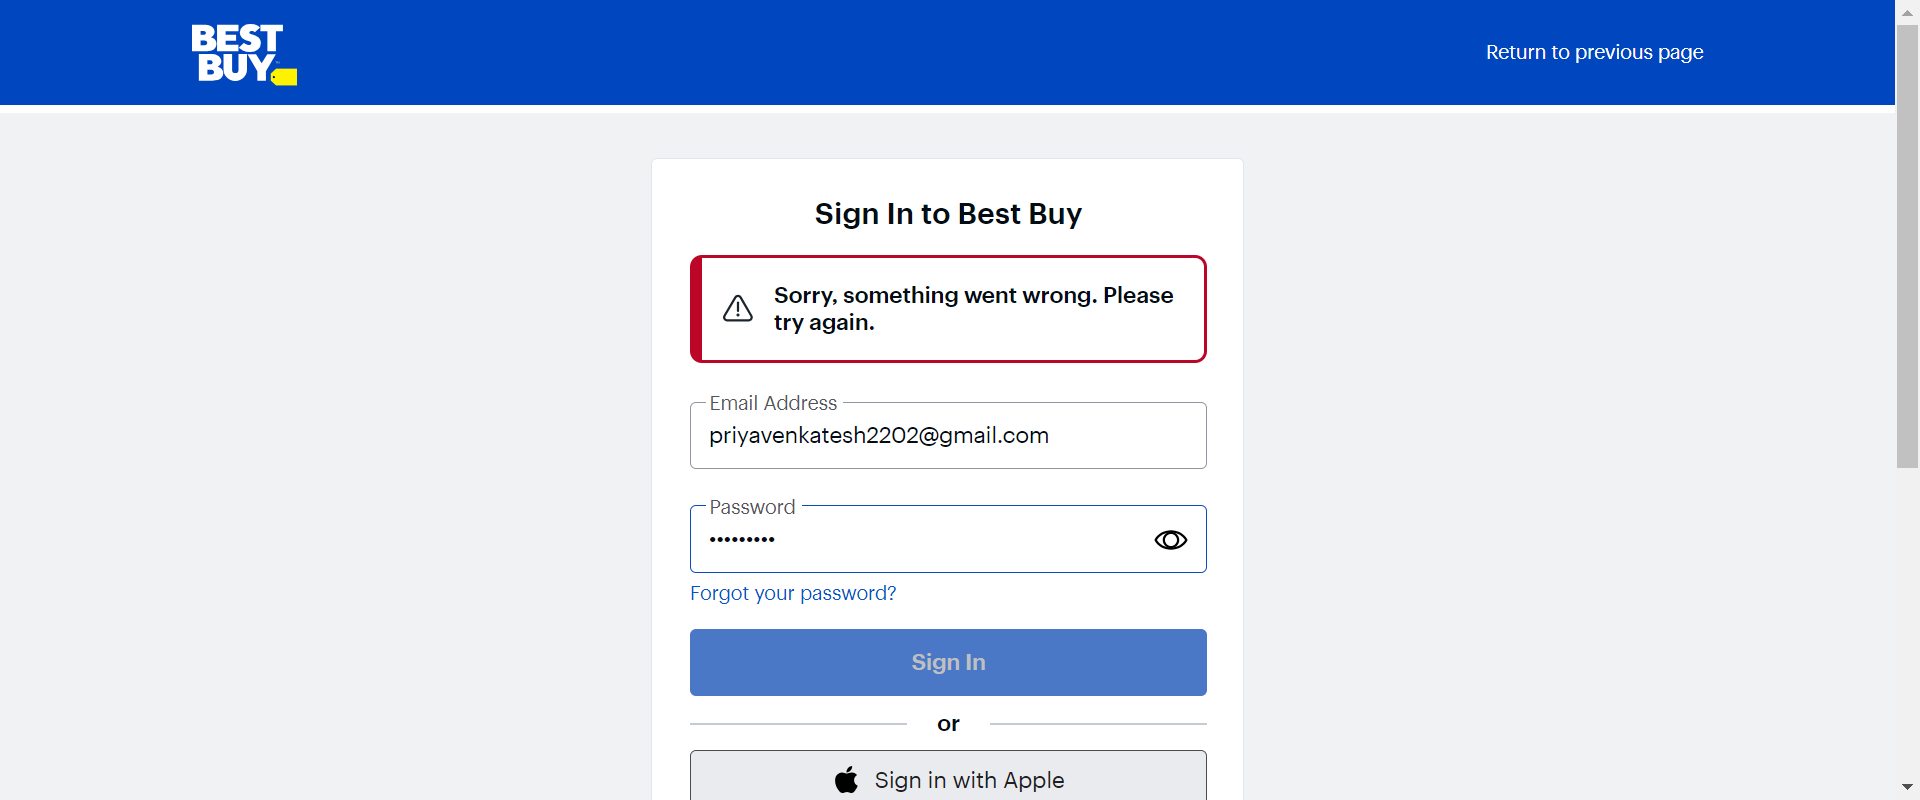 BEST
BUY
Return to previous page
Sign In to Best Buy
Sorry, something went wrong. Please
try again.
Email Address
priyavenkatesh2202@gmail.com
Password
•••••••••
Forgot your password?
Sign In
or
Sign in with Apple